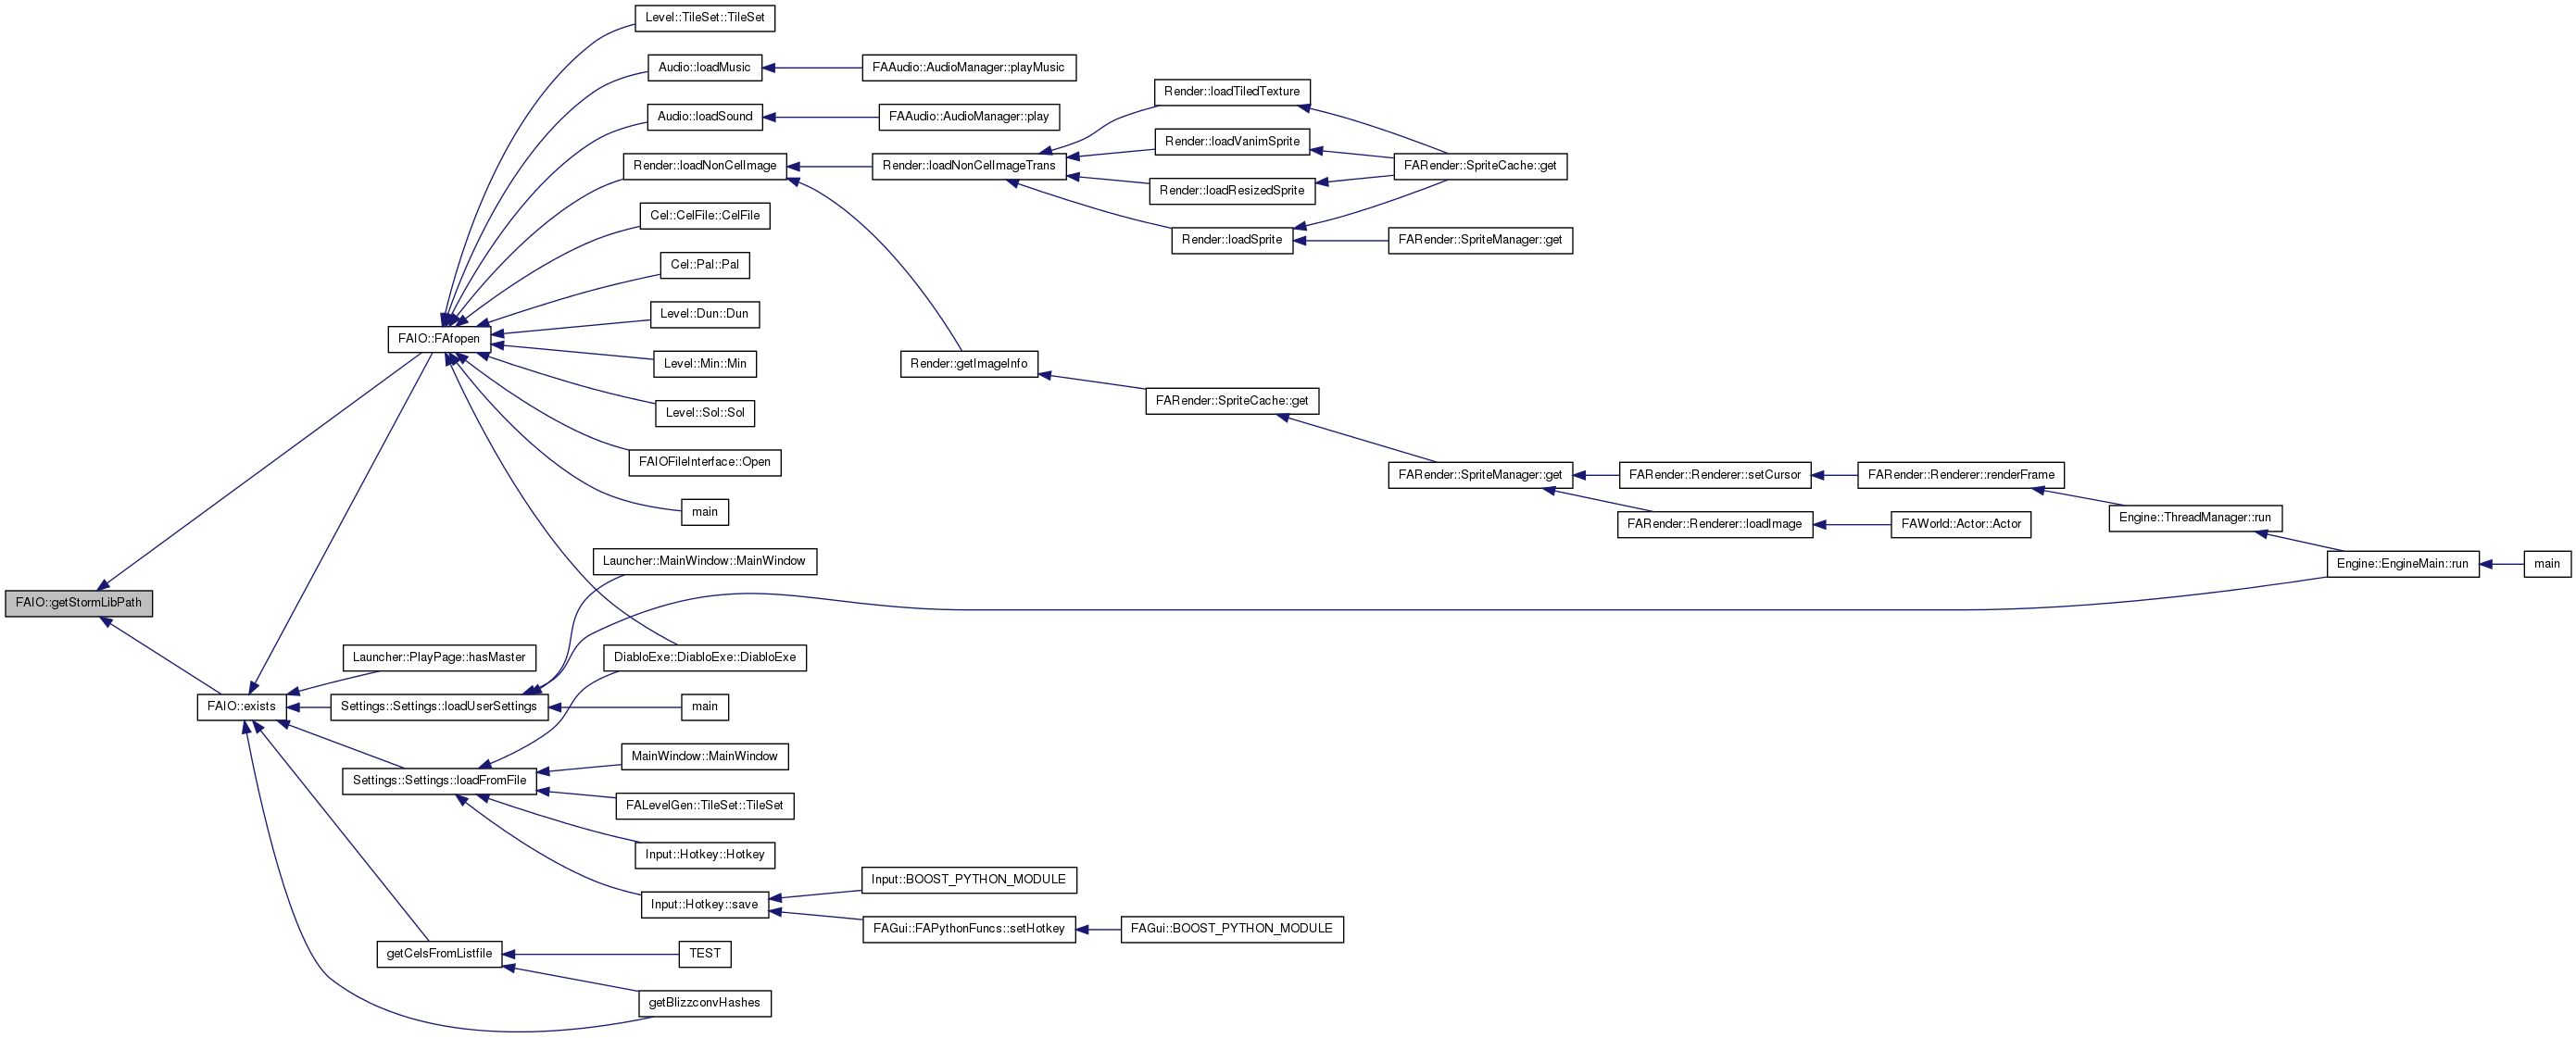 Level::TileSet::TileSet
Audio::loadMusic
FAAudio::AudioManager::playMusic
Render::loadTiledTexture
Audio::loadSound
FAAudio::AudioManager::play
Render::loadVanimSprite
Render::loadNonCelImage
Render::loadNonCelImageTrans
FARender::SpriteCache::get
Render::loadResizedSprite
Cel::CelFile::CelFile
Render::loadSprite
FARender::SpriteManager::get
Cel::Pal::Pal
Level::Dun::Dun
FAIO::FAfopen
Level::Min::Min
Render::getImageInfo
FARender::SpriteCache::get
Level::Sol::Sol
FAIOFileInterface::Open
FARender::SpriteManager::get
FARender::Renderer::setCursor
FARender::Renderer::renderFrame
main
Engine::ThreadManager::run
FARender::Renderer::loadImage
FAWorld::Actor::Actor
Launcher::MainWindow::MainWindow
Engine::EngineMain::run
main
FAIO::getStormLibPath
Launcher::PlayPage::hasMaster
DiabloExe::DiabloExe::DiabloExe
FAIO::exists
Settings::Settings::loadUserSettings
main
MainWindow::MainWindow
Settings::Settings::loadFromFile
FALevelGen::TileSet::TileSet
Input::Hotkey::Hotkey
Input::BOOST_PYTHON_MODULE
Input::Hotkey::save
FAGui::FAPythonFuncs::setHotkey
FAGui::BOOST_PYTHON_MODULE
getCelsFromListfile
TEST
getBlizzconvHashes